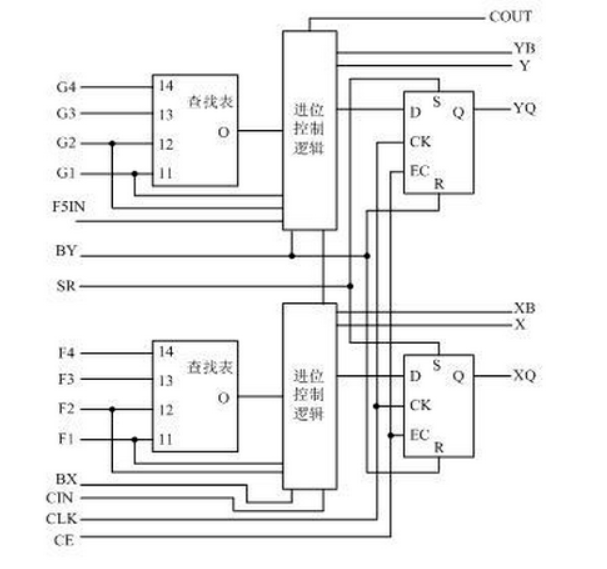 COUT
YB
Y
G4
14
查找表
G3
13
G2
12
O
G1
11
F5IN
进位
控制
逻辑
S
D
Q
YQ
CK
EC
R
BY
SR
XB
X
F4
14
查找表
F3
13
F2
12
O
F1
11
进位
控制
逻辑
S
D
Q
XQ
CK
EC
R
BX
CIN
CLK
CE